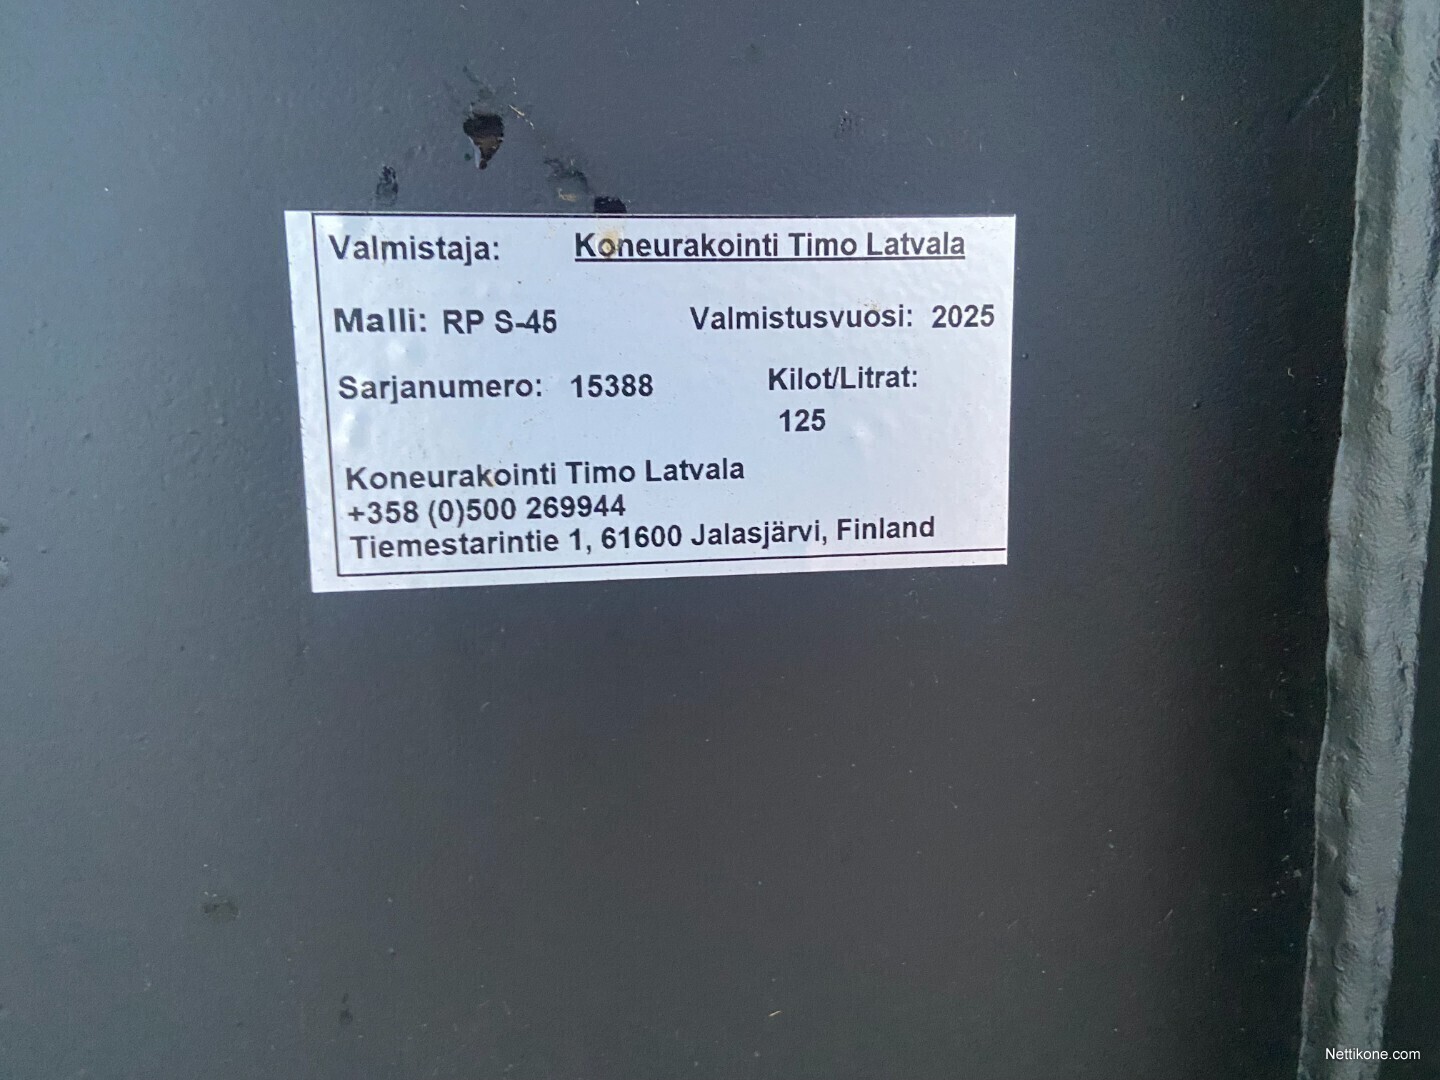 Valmistaja: Koneurakointi Timo Latvala
Malli: RP S-45 Valmistusvuosi: 2025
Sarjanumero: 15388 Kilot/Litrat:
125
Koneurakointi Timo Latvala
+358 (0)500 269944
Tiemestarintie 1, 61600 Jalasjärvi, Finland
Nettikone.com